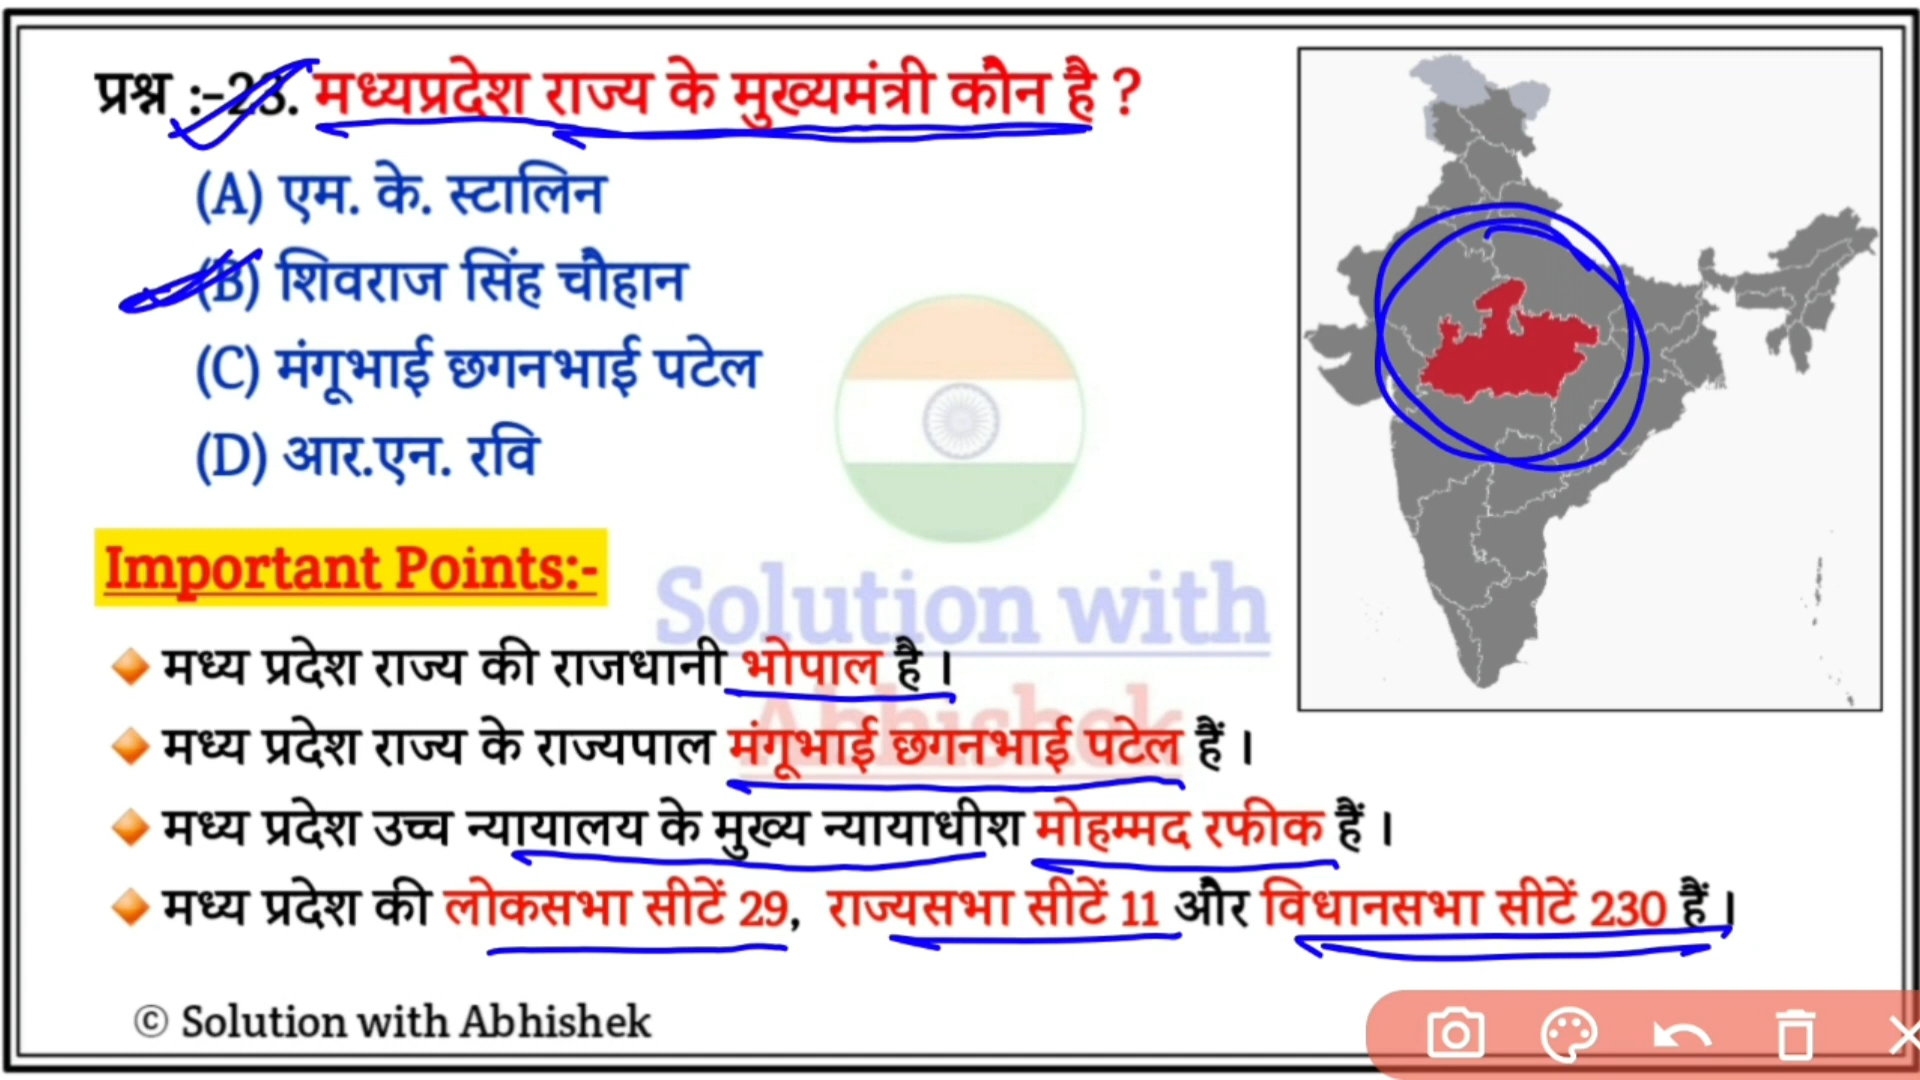 प्रश्न :-23. मध्यप्रदेश राज्य के मुख्यमंत्री कौन है ?
(A) एम. के. स्टालिन
(B) शिवराज सिंह चौहान
(C) मंगूभाई छगनभाई पटेल
(D) आर.एन. रवि
Important Points:-
Solution with
Abhishek
मध्य प्रदेश राज्य की राजधानी भोपाल है ।
मध्य प्रदेश राज्य के राज्यपाल मंगूभाई छगनभाई पटेल हैं ।
मध्य प्रदेश उच्च न्यायालय के मुख्य न्यायाधीश मोहम्मद रफीक हैं ।
मध्य प्रदेश की लोकसभा सीटें 29, राज्यसभा सीटें 11 और विधानसभा सीटें 230 हैं ।
© Solution with Abhishek